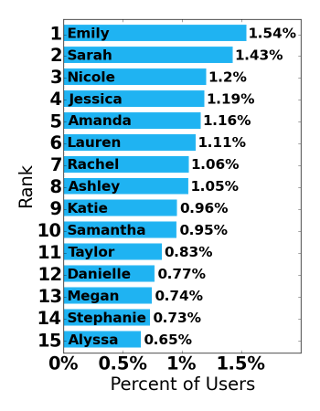 1 Emily 1.54%
2 Sarah 1.43%
3 Nicole 1.2%
4 Jessica 1.19%
5 Amanda 1.16%
6 Lauren 1.11%
7 Rachel 1.06%
8 Ashley 1.05%
9 Katie 0.96%
10 Samantha 0.95%
11 Taylor 0.83%
12 Danielle 0.77%
13 Megan 0.74%
14 Stephanie 0.73%
15 Alyssa 0.65%
Rank
0% 0.5% 1% 1.5%
Percent of Users